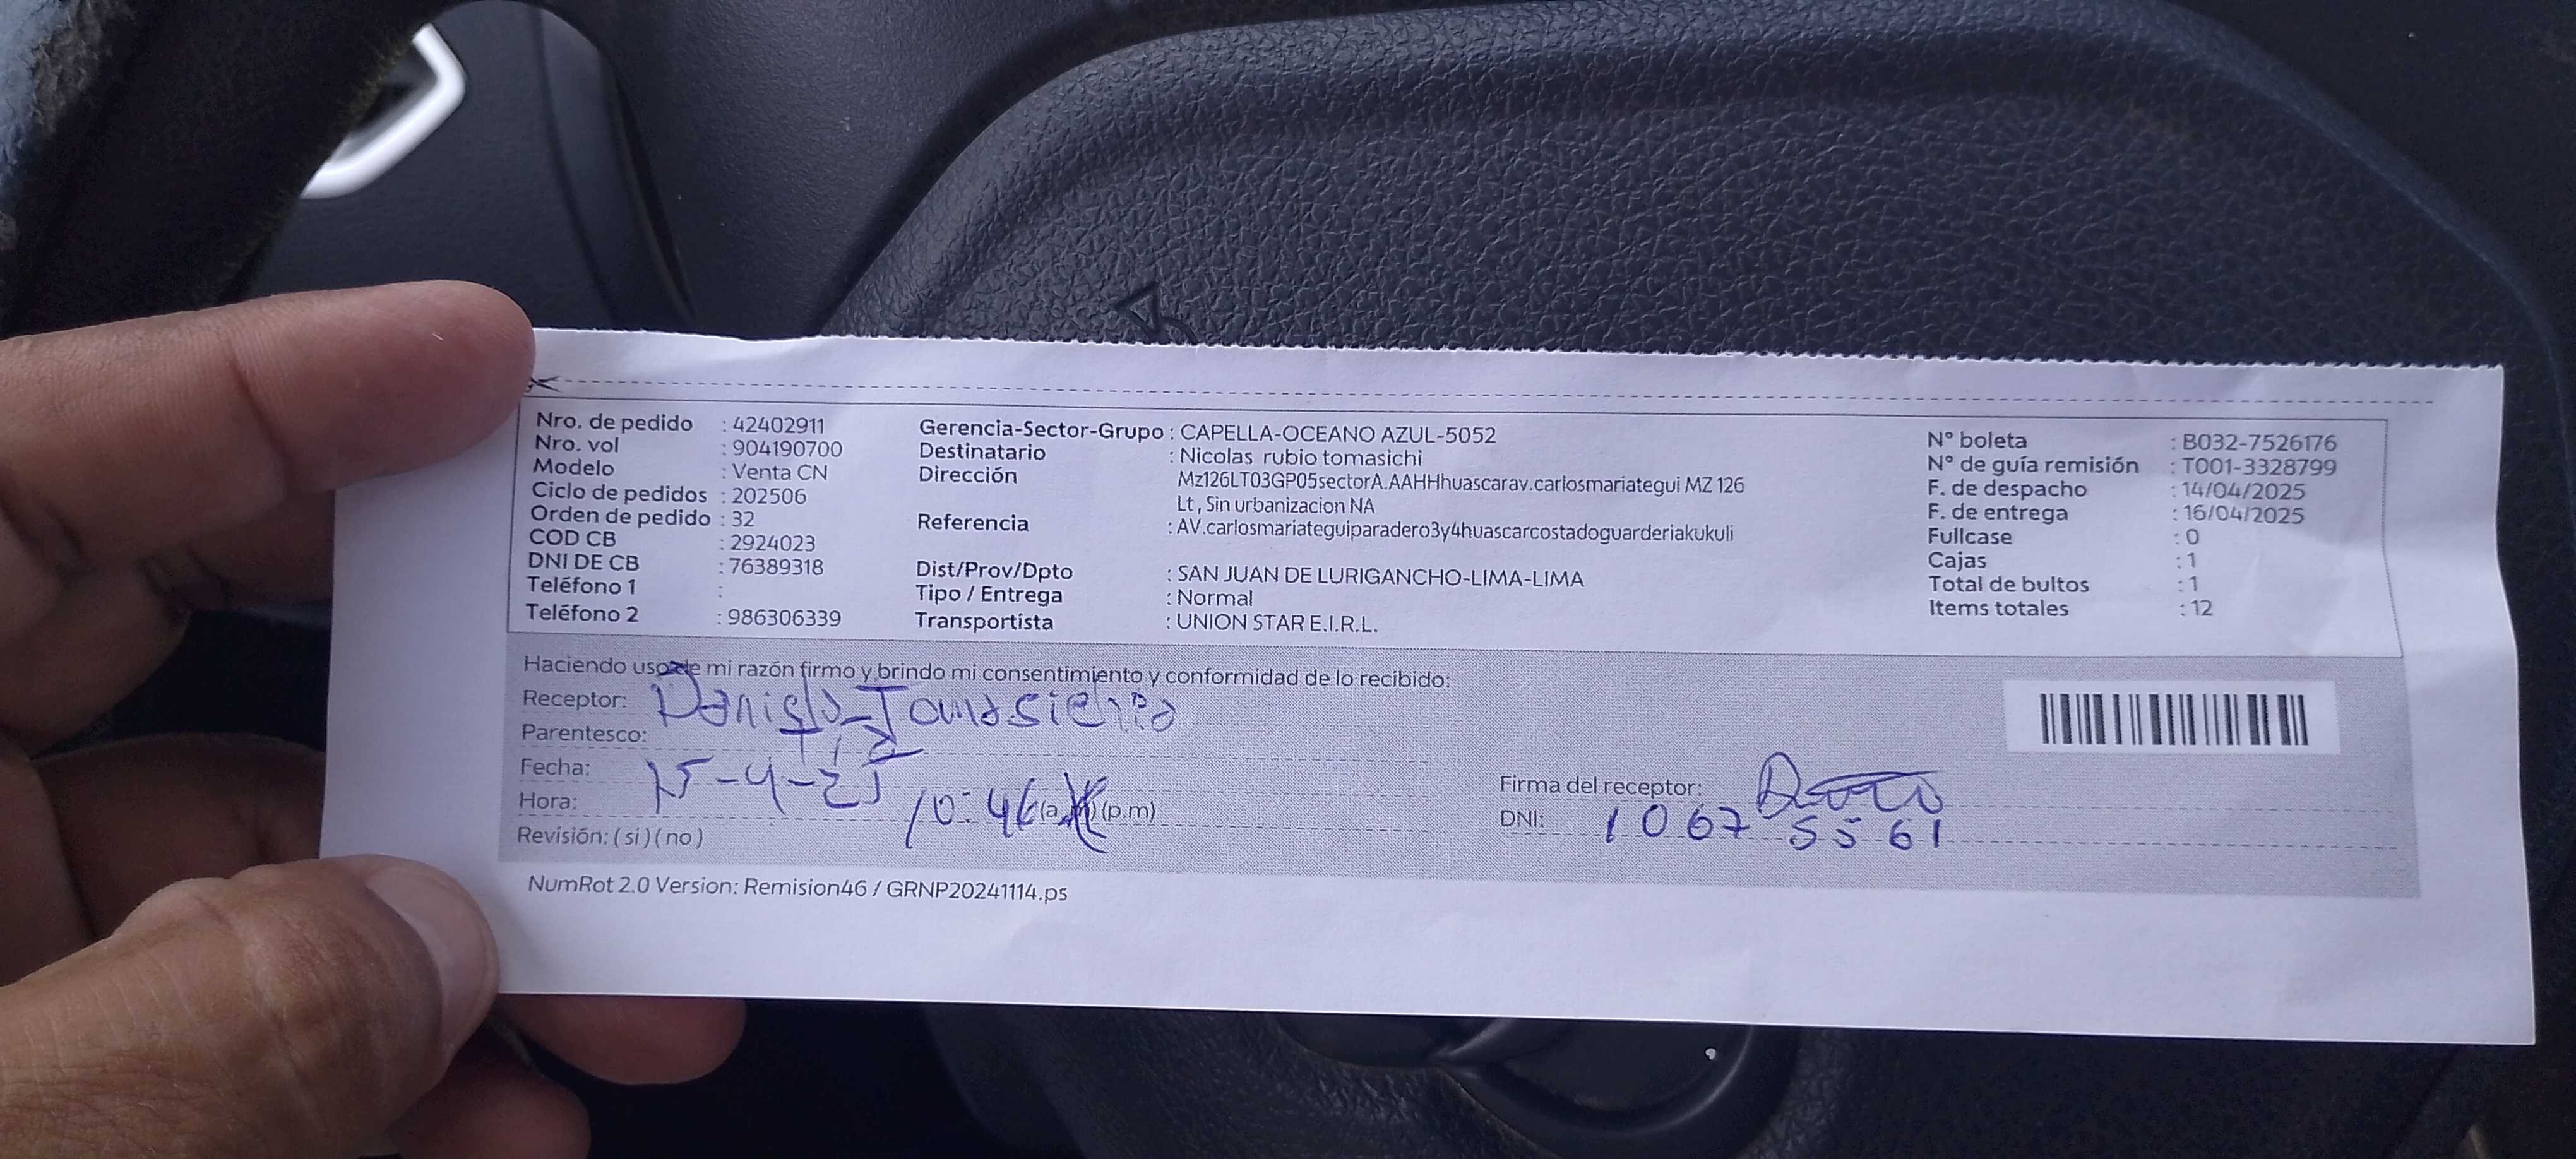 Nro. de pedido : 42402911
Nro. vol : 904190700
Modelo : Venta CN
Ciclo de pedidos : 202506
Orden de pedido : 32
COD CB : 2924023
DNI DE CB : 76389318
Teléfono 1 :
Teléfono 2 : 986306339
Gerencia-Sector-Grupo : CAPELLA-OCEANO AZUL-5052
Destinatario : Nicolas rubio tomasichi
Dirección Mz126LT03GP05sectorA.AAHHhuascarav.carlosmariategui MZ 126
Lt , Sin urbanizacion NA
Referencia : AV.carlosmariateguiparadero3y4huascarcostadoguarderiakukuli
Dist/Prov/Dpto : SAN JUAN DE LURIGANCHO-LIMA-LIMA
Tipo / Entrega : Normal
Transportista : UNION STAR E.I.R.L.
N° boleta : B032-7526176
N° de guía remisión : T001-3328799
F. de despacho : 14/04/2025
F. de entrega : 16/04/2025
Fullcase : 0
Cajas : 1
Total de bultos : 1
Items totales : 12
Haciendo uso de mi razón firmo y brindo mi consentimiento y conformidad de lo recibido:
Receptor:
Parentesco: Tia
Fecha: 15-4-25
Hora: 10:46 (p.m)
Revisión: ( si ) ( no )
Firma del receptor:
DNI: 10675561
NumRot 2.0 Version: Remision46 / GRNP20241114.ps